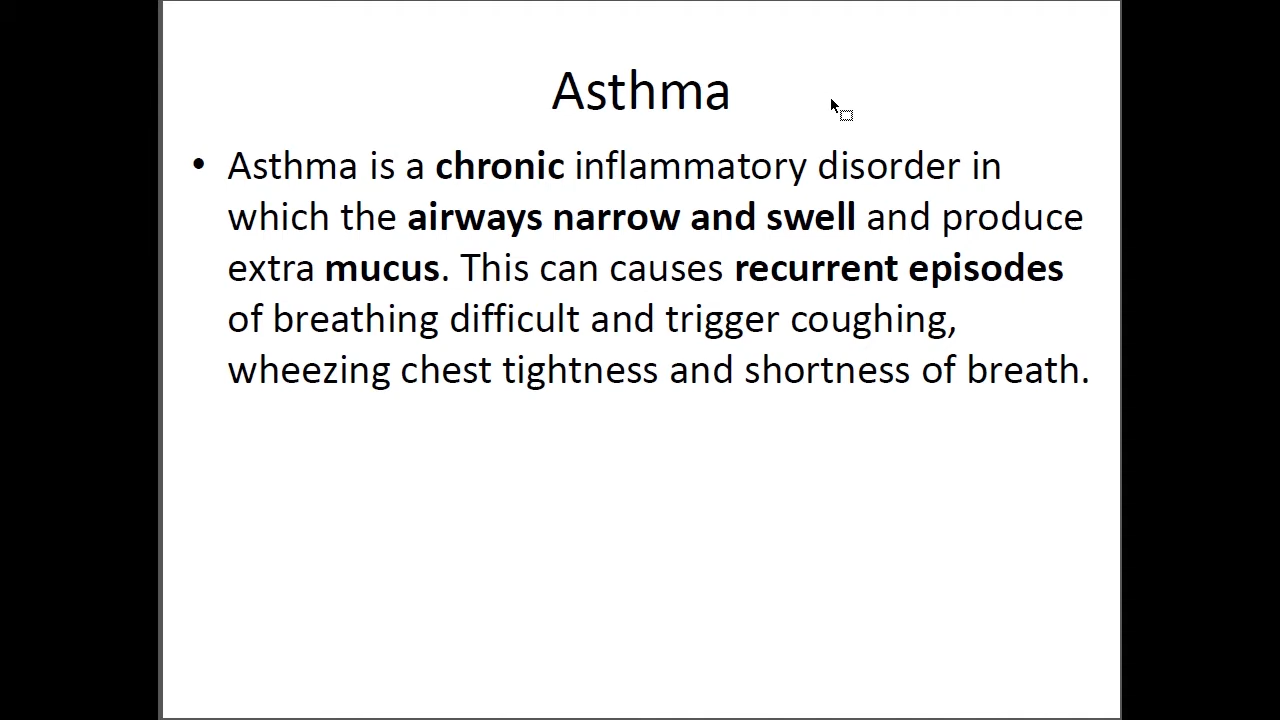 Asthma
• Asthma is a chronic inflammatory disorder in
which the airways narrow and swell and produce
extra mucus. This can causes recurrent episodes
of breathing difficult and trigger coughing,
wheezing chest tightness and shortness of breath.